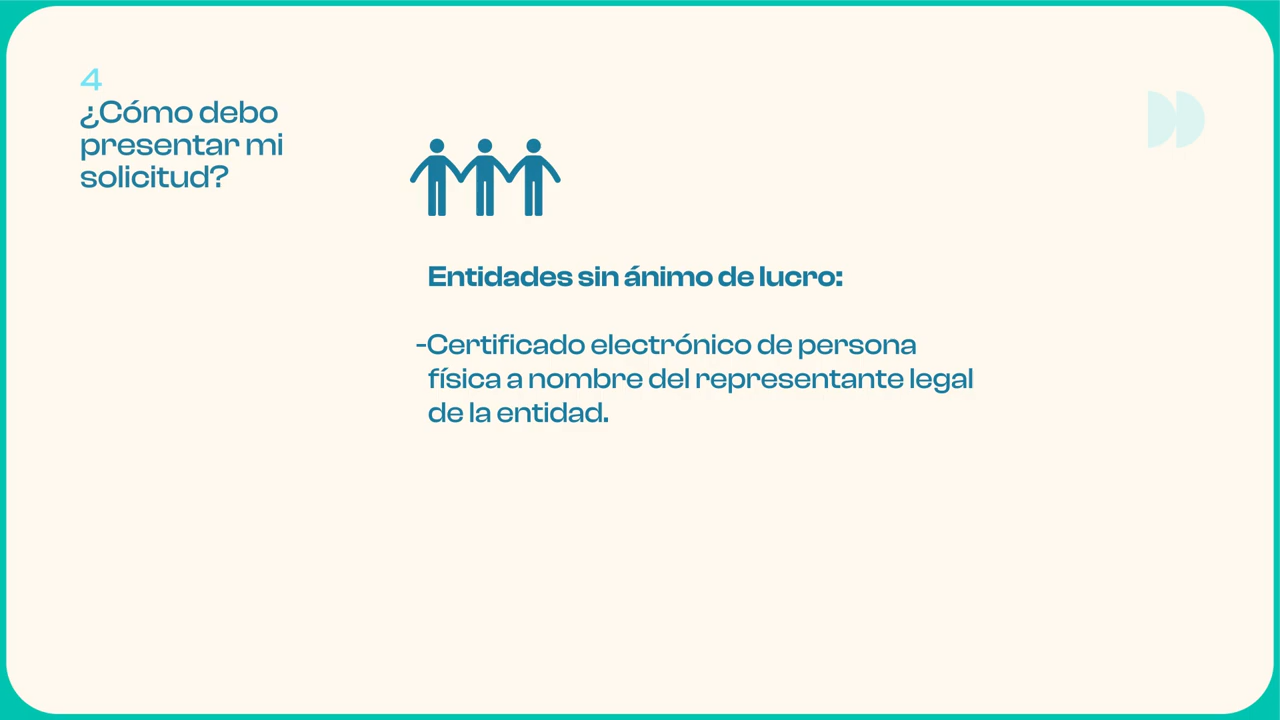 4
¿Cómo debo
presentar mi
solicitud?
Entidades sin ánimo de lucro:
-Certificado electrónico de persona
física a nombre del representante legal
de la entidad.